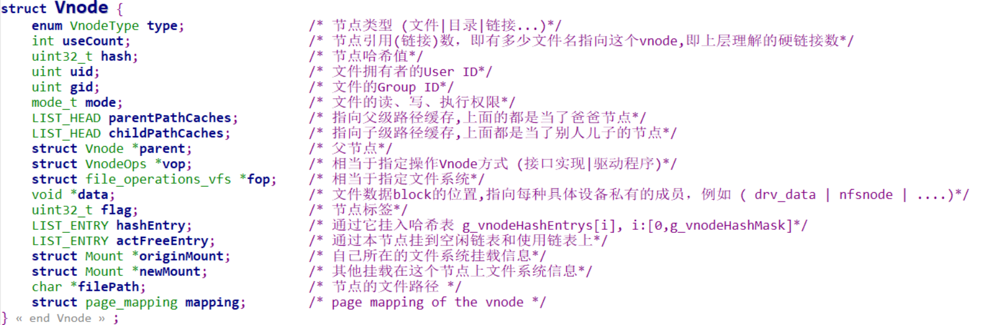 struct Vnode {
enum VnodeType type; /* 节点类型 (文件|目录|链接...)*/
int useCount; /* 节点引用(链接)数，即有多少文件名指向这个vnode,即上层理解的硬链接数*/
uint32_t hash; /* 节点哈希值*/
uint uid; /* 文件拥有者的User ID*/
uint gid; /* 文件的Group ID*/
mode_t mode; /* 文件的读、写、执行权限*/
LIST_HEAD parentPathCaches; /* 指向父级路径缓存,上面的都是当了爸爸节点*/
LIST_HEAD childPathCaches; /* 指向子级路径缓存,上面都是当了别人儿子的节点*/
struct Vnode *parent; /* 父节点*/
struct VnodeOps *vop; /* 相当于指定操作Vnode方式 (接口实现|驱动程序)*/
struct file_operations_vfs *fop; /* 相当于指定文件系统*/
void *data; /* 文件数据block的位置,指向每种具体设备私有的成员，例如 ( drv_data | nfsnode | ....)*/
uint32_t flag; /* 节点标签*/
LIST_ENTRY hashEntry; /* 通过它挂入哈希表 g_vnodeHashEntrys[i], i:[0,g_vnodeHashMask]*/
LIST_ENTRY actFreeEntry; /* 通过本节点挂到空闲链表和使用链表上*/
struct Mount *originMount; /* 自己所在的文件系统挂载信息*/
struct Mount *newMount; /* 其他挂载在这个节点上文件系统信息*/
char *filePath; /* 节点的文件路径 */
struct page_mapping mapping; /* page mapping of the vnode */
} « end Vnode » ;